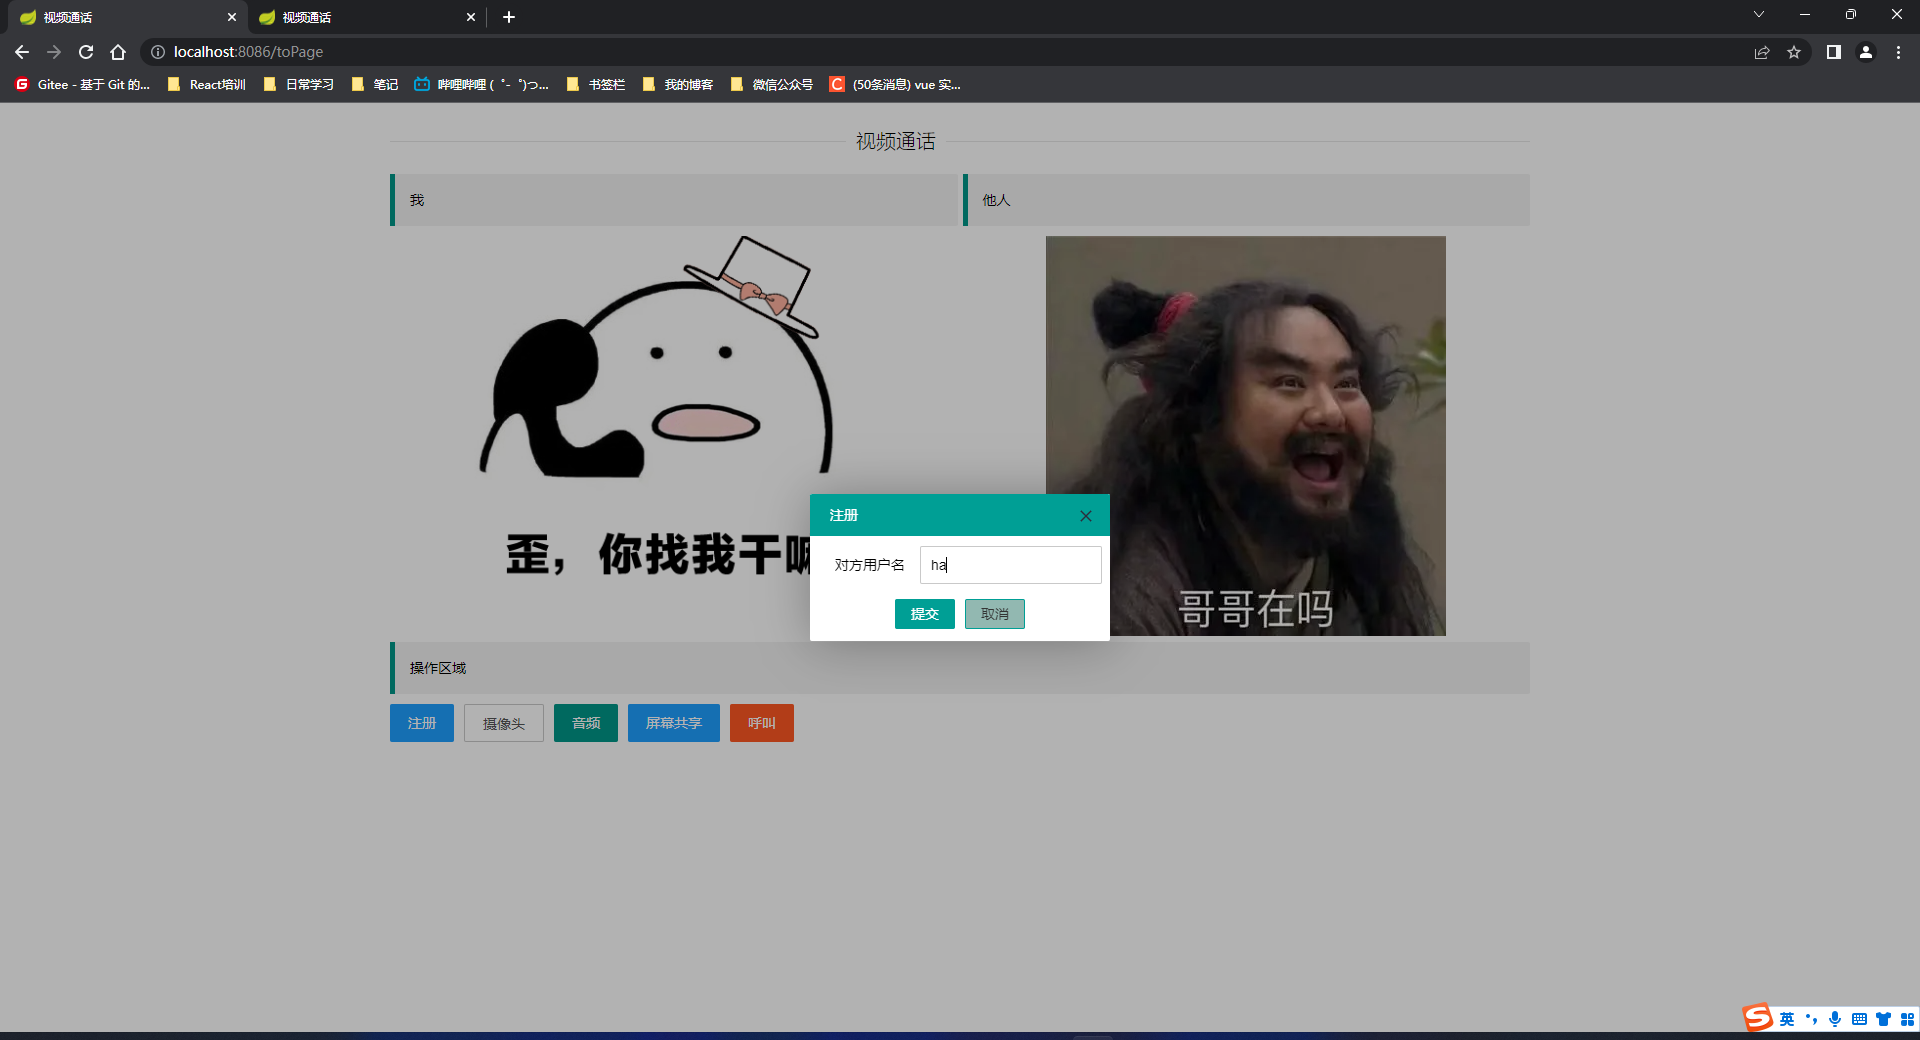 视频通话
视频通话
localhost:8086/toPage
Gitee - 基于 Git 的...
React培训
日常学习
笔记
哔哩哔哩 (゜-゜)つ...
书签栏
我的博客
微信公众号
(50条消息) vue 实...
视频通话
我
他人
歪，你找我干嘛
哥哥在吗
注册
对方用户名
ha
提交
取消
操作区域
注册
摄像头
音频
屏幕共享
呼叫
英